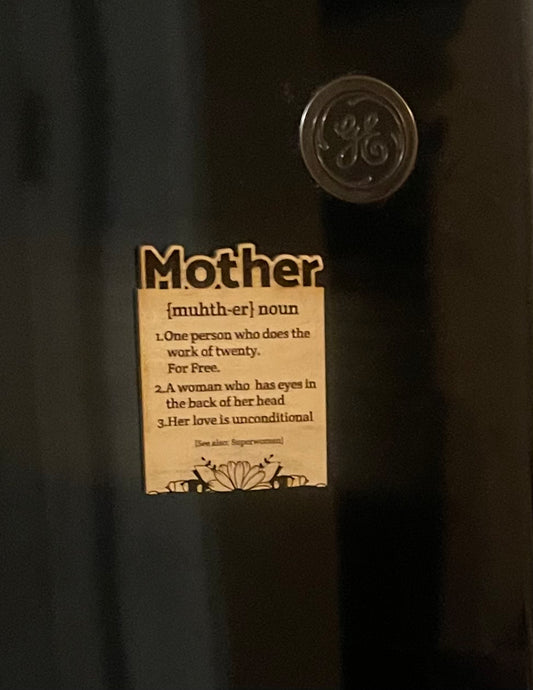 GE
Mother
{muhth-er} noun
1.One person who does the
work of twenty.
For Free.
2.A woman who has eyes in
the back of her head
3.Her love is unconditional
[See also: Superwoman]